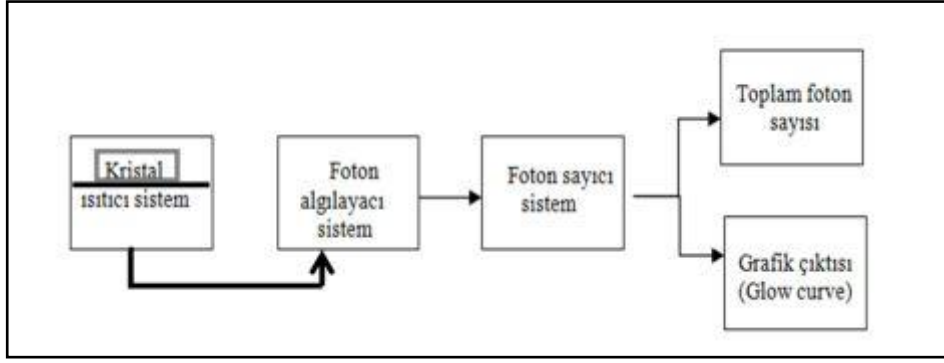 Kristal
ısıtıcı sistem
Foton
algılayacı
sistem
Foton sayıcı
sistem
Toplam foton
sayısı
Grafik çıktısı
(Glow curve)